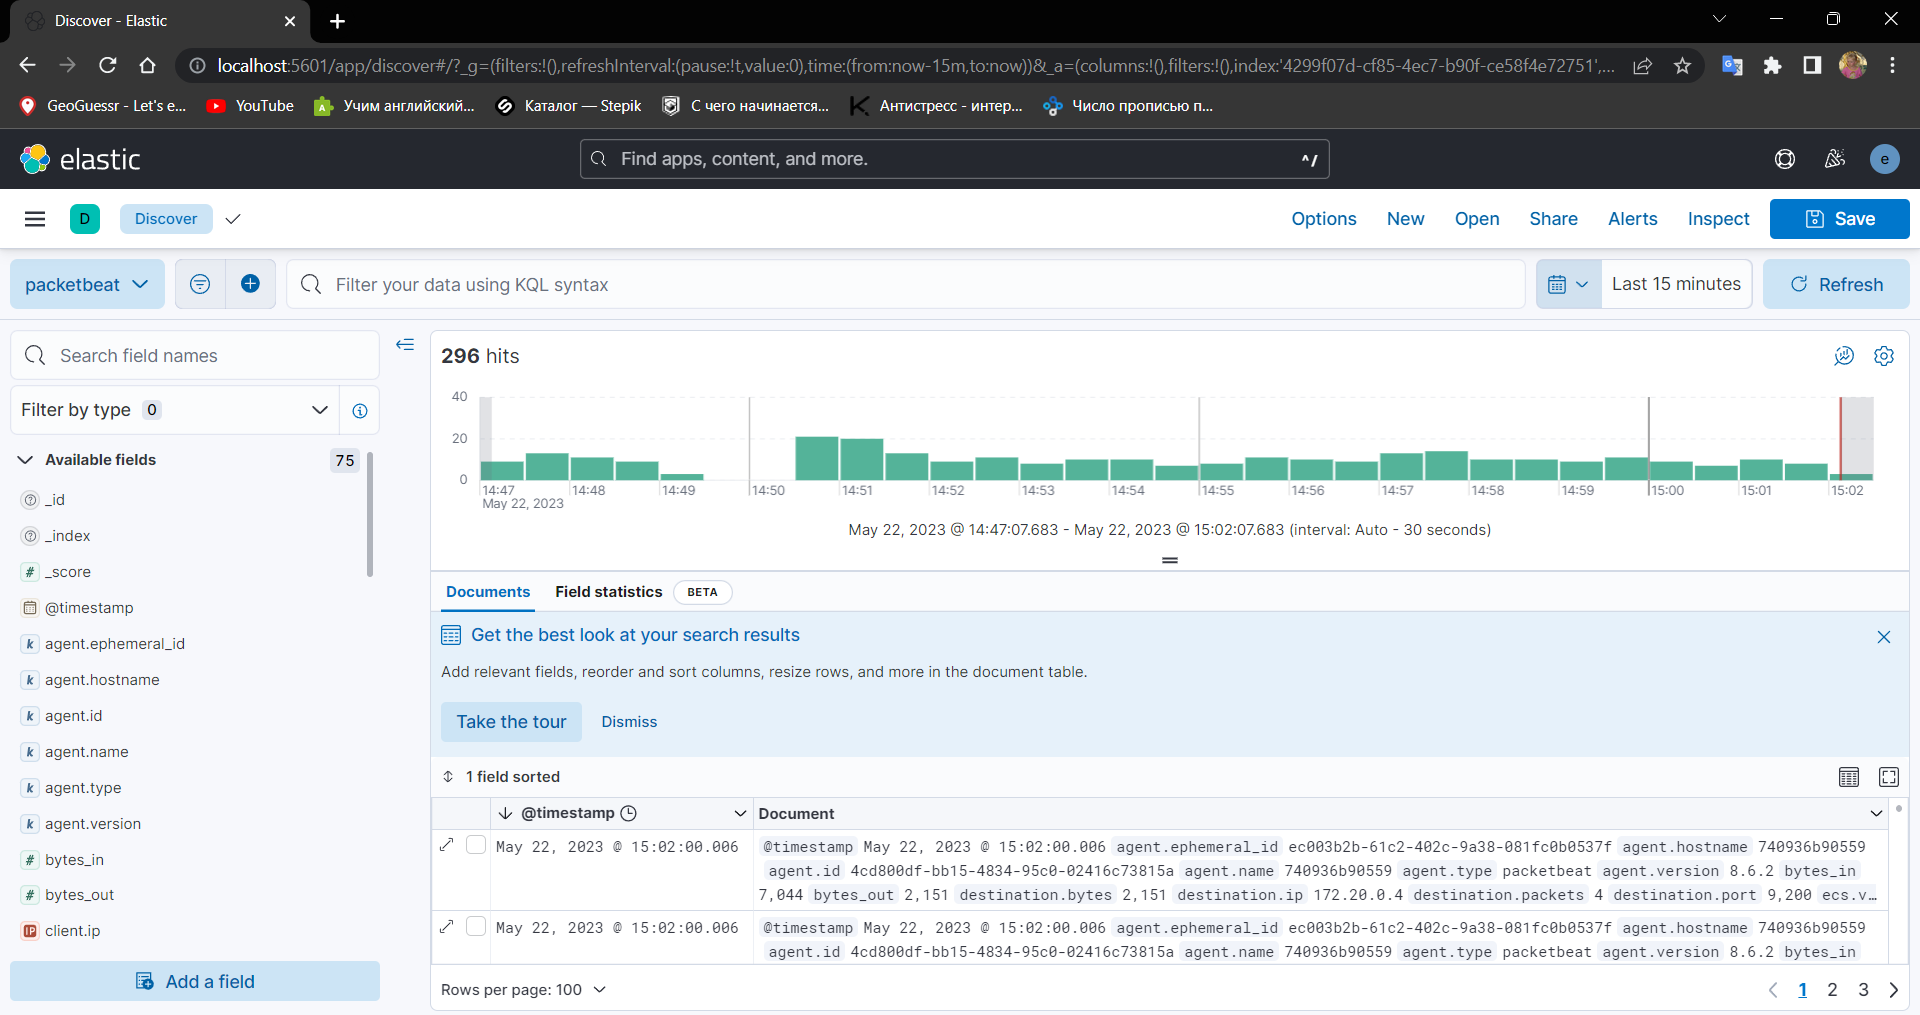 Discover - Elastic
localhost:5601/app/discover#/?_g=(filters:!(),refreshInterval:(pause:!t,value:0),time:(from:now-15m,to:now))&_a=(columns:!(),filters:!(),index:'4299f07d-cf85-4ec7-b90f-ce58f4e72751',...
GeoGuessr - Let's e... YouTube Учим английский... Каталог — Stepik С чего начинается... Антистресс - интер... Число прописью п...
elastic Find apps, content, and more. ^/ e
D Discover Options New Open Share Alerts Inspect Save
packetbeat Filter your data using KQL syntax Last 15 minutes Refresh
Search field names
Filter by type 0
Available fields 75
_id
_index
_score
@timestamp
agent.ephemeral_id
agent.hostname
agent.id
agent.name
agent.type
agent.version
bytes_in
bytes_out
client.ip
Add a field
296 hits
40
20
0
14:47 14:48 14:49 14:50 14:51 14:52 14:53 14:54 14:55 14:56 14:57 14:58 14:59 15:00 15:01 15:02
May 22, 2023
May 22, 2023 @ 14:47:07.683 - May 22, 2023 @ 15:02:07.683 (interval: Auto - 30 seconds)
Documents Field statistics BETA
Get the best look at your search results
Add relevant fields, reorder and sort columns, resize rows, and more in the document table.
Take the tour Dismiss
1 field sorted
@timestamp Document
May 22, 2023 @ 15:02:00.006 @timestamp May 22, 2023 @ 15:02:00.006 agent.ephemeral_id ec003b2b-61c2-402c-9a38-081fc0b0537f agent.hostname 740936b90559
agent.id 4cd800df-bb15-4834-95c0-02416c73815a agent.name 740936b90559 agent.type packetbeat agent.version 8.6.2 bytes_in
7,044 bytes_out 2,151 destination.bytes 2,151 destination.ip 172.20.0.4 destination.packets 4 destination.port 9,200 ecs.v...
May 22, 2023 @ 15:02:00.006 @timestamp May 22, 2023 @ 15:02:00.006 agent.ephemeral_id ec003b2b-61c2-402c-9a38-081fc0b0537f agent.hostname 740936b90559
agent.id 4cd800df-bb15-4834-95c0-02416c73815a agent.name 740936b90559 agent.type packetbeat agent.version 8.6.2 bytes_in
Rows per page: 100 1 2 3